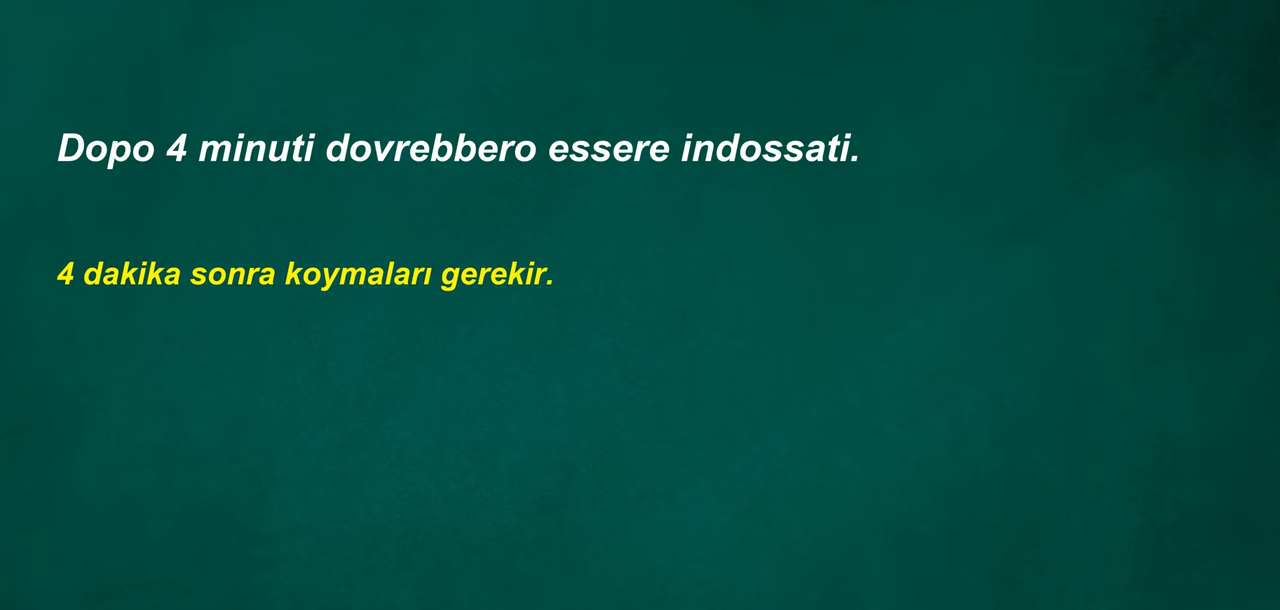 Dopo 4 minuti dovrebbero essere indossati.
4 dakika sonra koymaları gerekir.